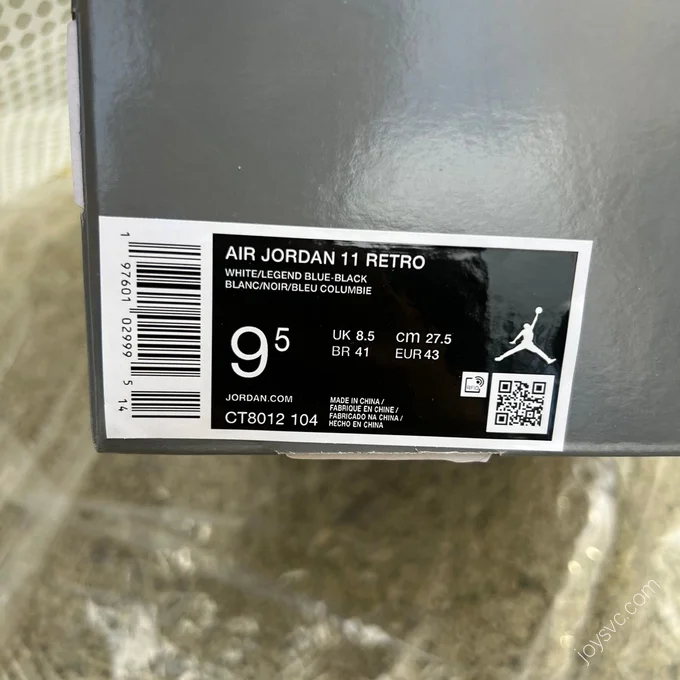 AIR JORDAN 11 RETRO
WHITE/LEGEND BLUE-BLACK
BLANC/NOIR/BLEU COLUMBIE
9⁵
UK 8.5 cm 27.5
BR 41 EUR 43
JORDAN.COM
CT8012 104
MADE IN CHINA /
FABRIQUE EN CHINE /
FABRICADO NA CHINA /
HECHO EN CHINA
RFID
1 97601 02999 5 14
joysvc.com